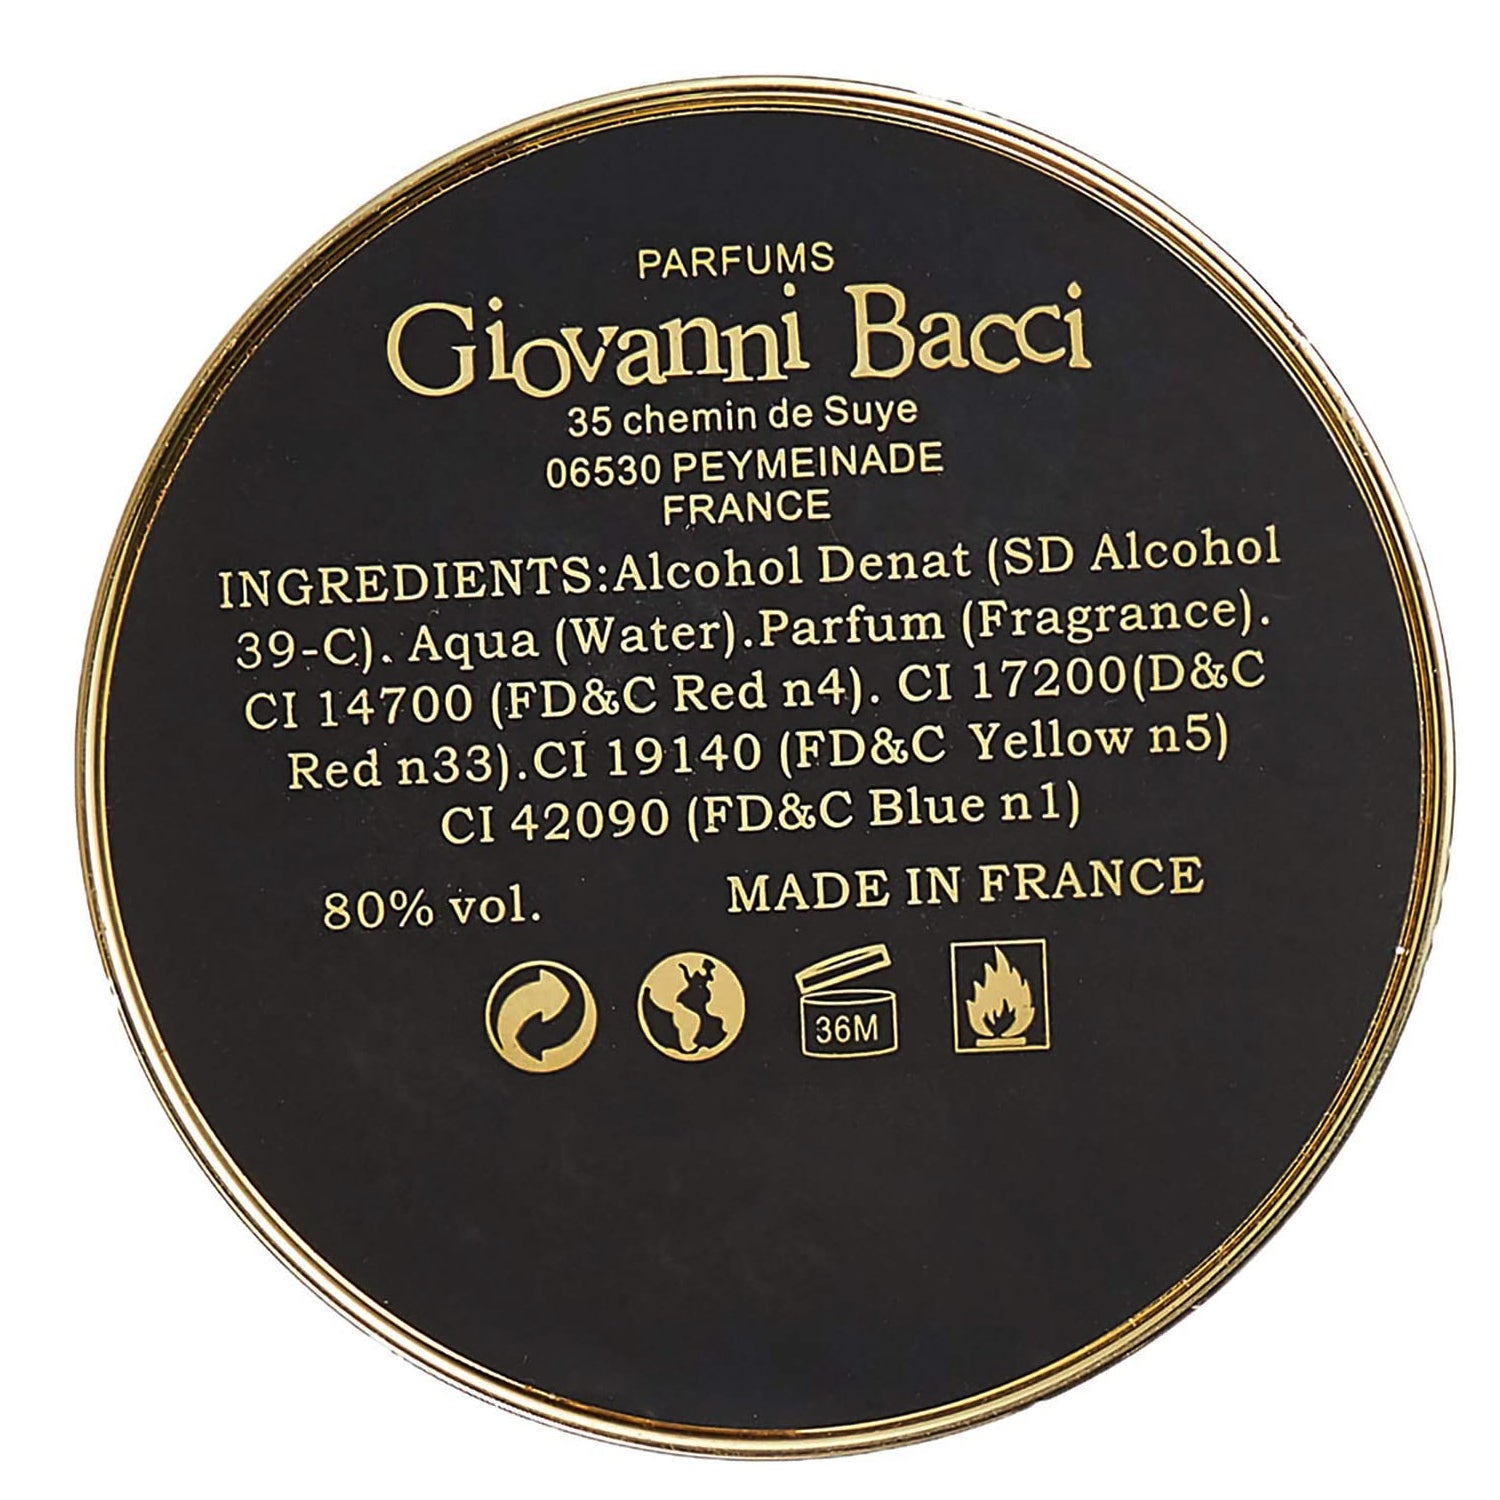 PARFUMS
Giovanni Bacci
35 chemin de Suye
06530 PEYMEINADE
FRANCE
INGREDIENTS:Alcohol Denat (SD Alcohol
39-C). Aqua (Water).Parfum (Fragrance).
CI 14700 (FD&C Red n4). CI 17200(D&C
Red n33).CI 19140 (FD&C Yellow n5)
CI 42090 (FD&C Blue n1)
80% vol. MADE IN FRANCE
36M